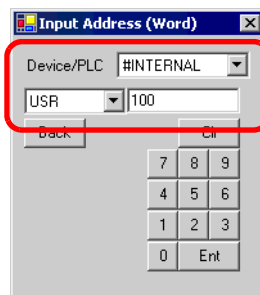 Input Address (Word)
Device/PLC #INTERNAL
USR 100
Back Clr
7 8 9
4 5 6
1 2 3
0 Ent